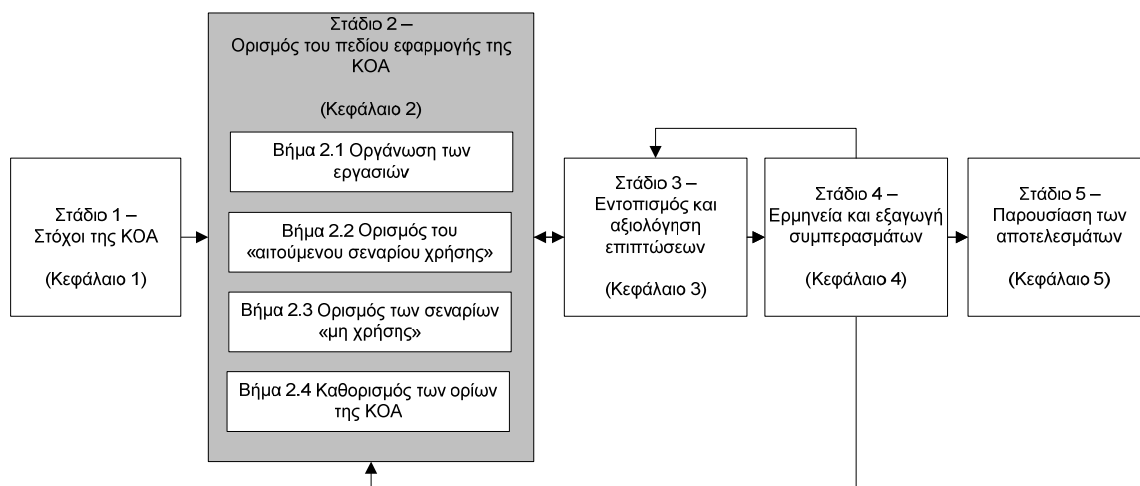 Στάδιο 1 –
Στόχοι της ΚΟΑ
(Κεφάλαιο 1)
Στάδιο 2 –
Ορισμός του πεδίου εφαρμογής της
ΚΟΑ
(Κεφάλαιο 2)
Βήμα 2.1 Οργάνωση των
εργασιών
Βήμα 2.2 Ορισμός του
«αιτούμενου σεναρίου χρήσης»
Βήμα 2.3 Ορισμός των σεναρίων
«μη χρήσης»
Βήμα 2.4 Καθορισμός των ορίων
της ΚΟΑ
Στάδιο 3 –
Εντοπισμός και
αξιολόγηση
επιπτώσεων
(Κεφάλαιο 3)
Στάδιο 4 –
Ερμηνεία και εξαγωγή
συμπερασμάτων
(Κεφάλαιο 4)
Στάδιο 5 –
Παρουσίαση των
αποτελεσμάτων
(Κεφάλαιο 5)